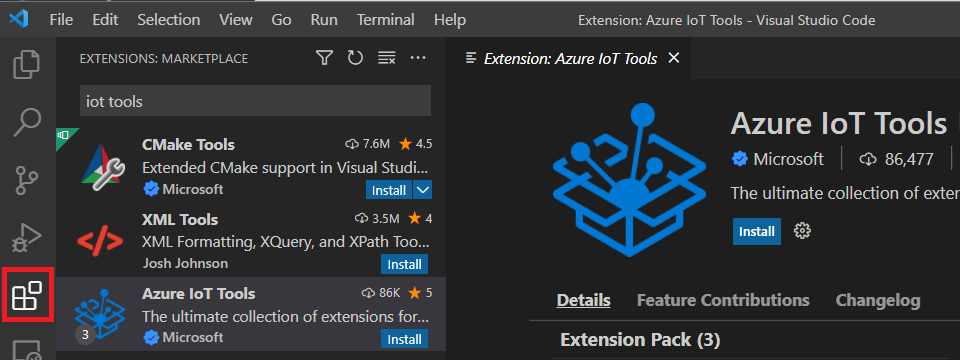 File Edit Selection View Go Run Terminal Help Extension: Azure IoT Tools - Visual Studio Code
EXTENSIONS: MARKETPLACE
Extension: Azure IoT Tools
iot tools
CMake Tools 7.6M 4.5
Extended CMake support in Visual Studi...
Microsoft Install
XML Tools 3.5M 4
XML Formatting, XQuery, and XPath Too...
Josh Johnson Install
Azure IoT Tools 86K 5
The ultimate collection of extensions for...
3 Microsoft Install
Azure IoT Tools
Microsoft 86,477
The ultimate collection of exten
Install
Details Feature Contributions Changelog
Extension Pack (3)